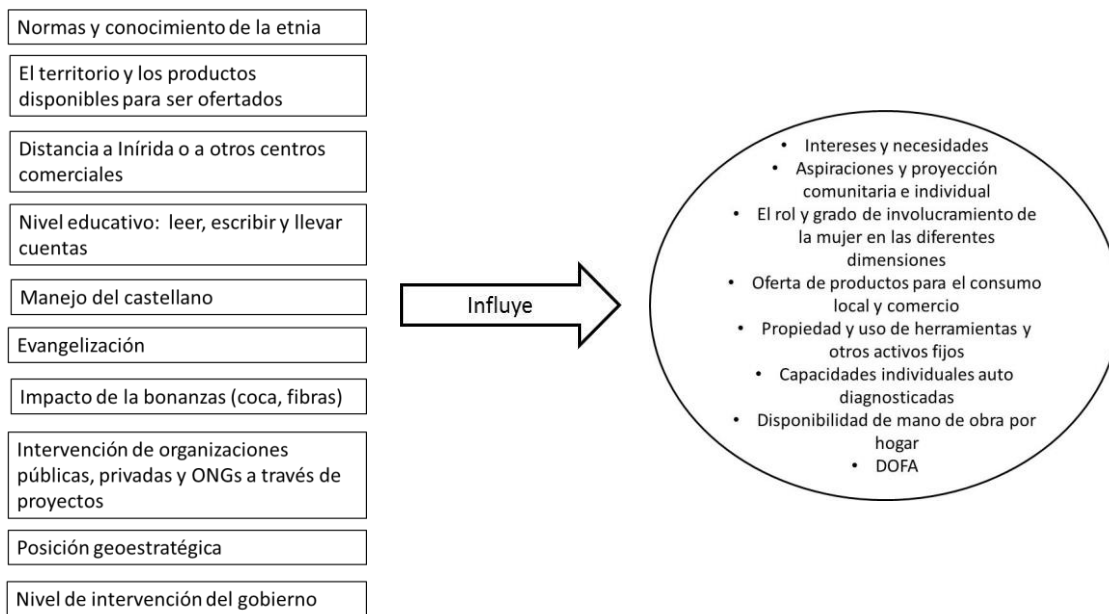 Normas y conocimiento de la etnia
El territorio y los productos
disponibles para ser ofertados
Distancia a Inírida o a otros centros
comerciales
Nivel educativo: leer, escribir y llevar
cuentas
Manejo del castellano
Evangelización
Impacto de la bonanzas (coca, fibras)
Intervención de organizaciones
públicas, privadas y ONGs a través de
proyectos
Posición geoestratégica
Nivel de intervención del gobierno
Influye
• Intereses y necesidades
• Aspiraciones y proyección
comunitaria e individual
• El rol y grado de involucramiento de
la mujer en las diferentes
dimensiones
• Oferta de productos para el consumo
local y comercio
• Propiedad y uso de herramientas y
otros activos fijos
• Capacidades individuales auto
diagnosticadas
• Disponibilidad de mano de obra por
hogar
• DOFA